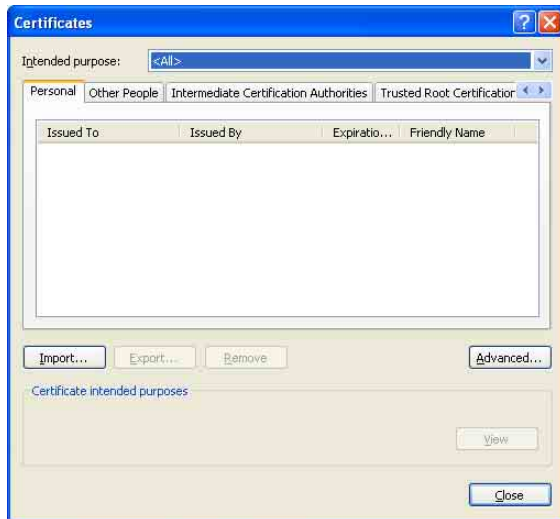 Certificates
Intended purpose: <All>
Personal Other People Intermediate Certification Authorities Trusted Root Certification
Issued To Issued By Expiratio... Friendly Name
Import... Export... Remove Advanced...
Certificate intended purposes
View
Close